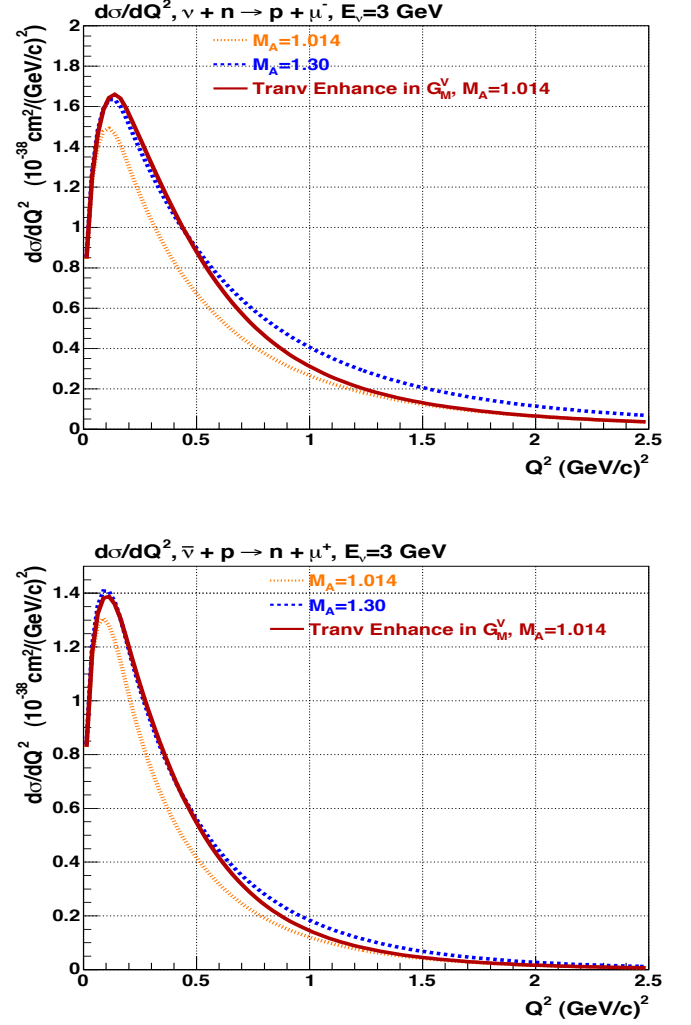 dσ/dQ², ν + n → p + μ⁻, E_ν=3 GeV
M_A=1.014
M_A=1.30
Tranv Enhance in G_M^V, M_A=1.014
dσ/dQ² (10⁻³⁸ cm²/(GeV/c)²)
2
1.8
1.6
1.4
1.2
1
0.8
0.6
0.4
0.2
0
0 0.5 1 1.5 2 2.5
Q² (GeV/c)²
dσ/dQ², ν̅ + p → n + μ⁺, E_ν=3 GeV
M_A=1.014
M_A=1.30
Tranv Enhance in G_M^V, M_A=1.014
dσ/dQ² (10⁻³⁸ cm²/(GeV/c)²)
1.4
1.2
1
0.8
0.6
0.4
0.2
0
0 0.5 1 1.5 2 2.5
Q² (GeV/c)²